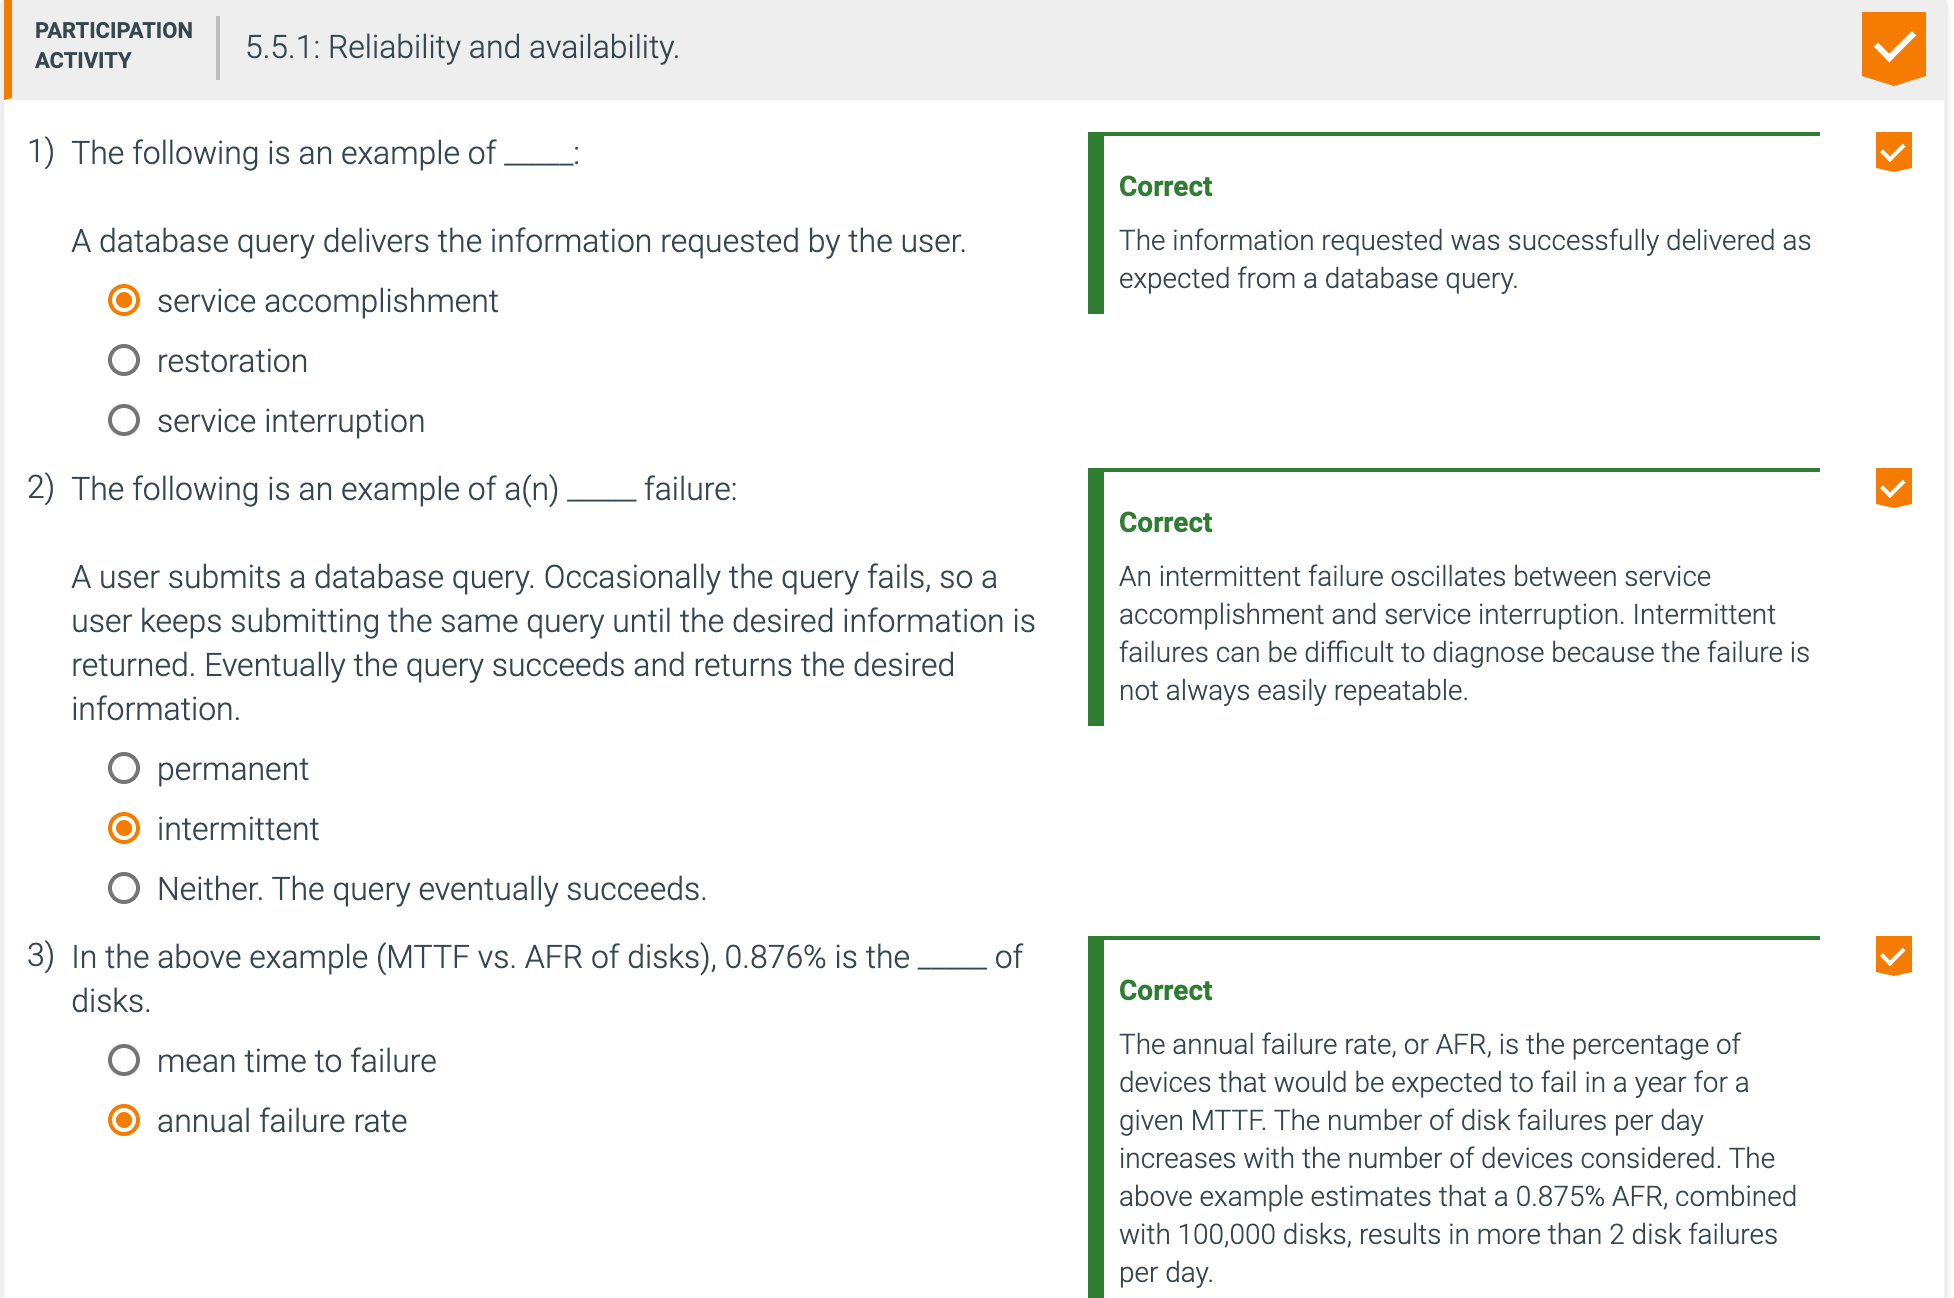 PARTICIPATION
ACTIVITY
5.5.1: Reliability and availability.
1) The following is an example of _____:
A database query delivers the information requested by the user.
service accomplishment
restoration
service interruption
Correct
The information requested was successfully delivered as
expected from a database query.
2) The following is an example of a(n) _____ failure:
A user submits a database query. Occasionally the query fails, so a
user keeps submitting the same query until the desired information is
returned. Eventually the query succeeds and returns the desired
information.
permanent
intermittent
Neither. The query eventually succeeds.
Correct
An intermittent failure oscillates between service
accomplishment and service interruption. Intermittent
failures can be difficult to diagnose because the failure is
not always easily repeatable.
3) In the above example (MTTF vs. AFR of disks), 0.876% is the _____ of
disks.
mean time to failure
annual failure rate
Correct
The annual failure rate, or AFR, is the percentage of
devices that would be expected to fail in a year for a
given MTTF. The number of disk failures per day
increases with the number of devices considered. The
above example estimates that a 0.875% AFR, combined
with 100,000 disks, results in more than 2 disk failures
per day.